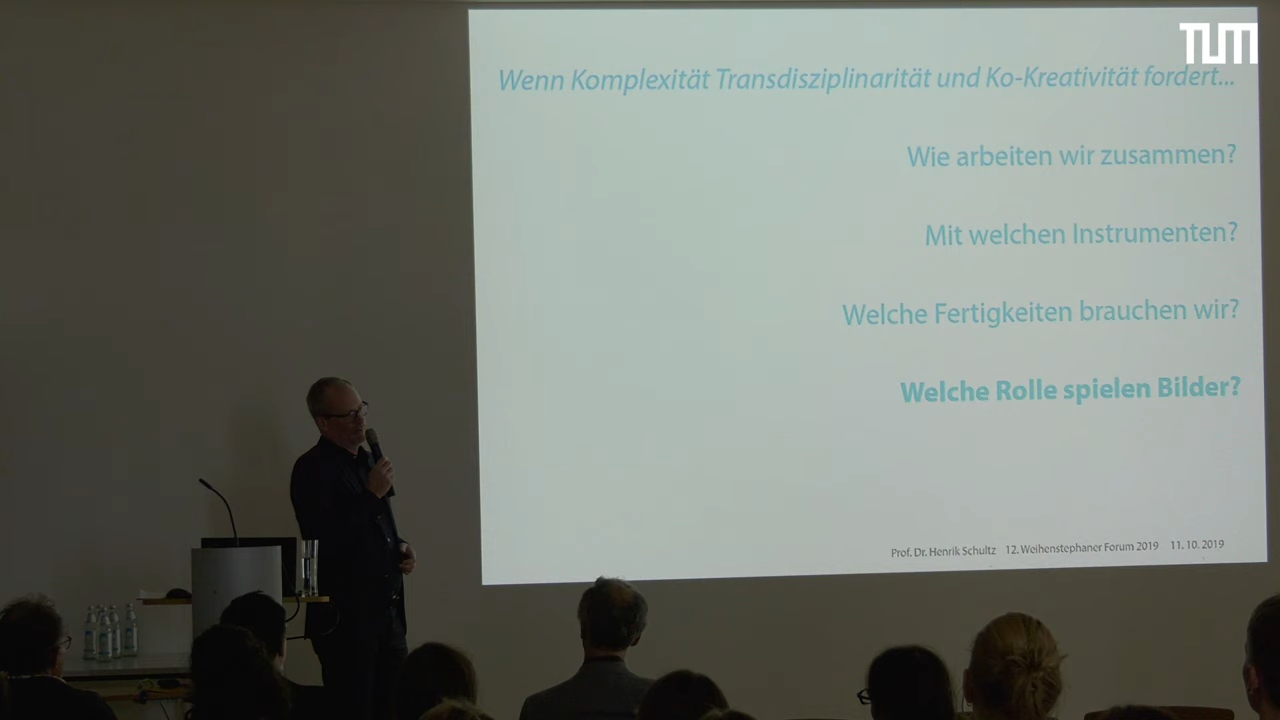 TUM
Wenn Komplexität Transdisziplinarität und Ko-Kreativität fordert...
Wie arbeiten wir zusammen?
Mit welchen Instrumenten?
Welche Fertigkeiten brauchen wir?
Welche Rolle spielen Bilder?
Prof. Dr. Henrik Schultz 12. Weihenstephaner Forum 2019 11. 10. 2019